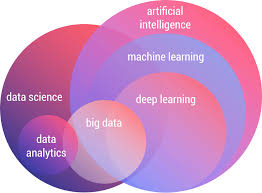 artificial
intelligence
machine learning
data science
deep learning
big data
data
analytics